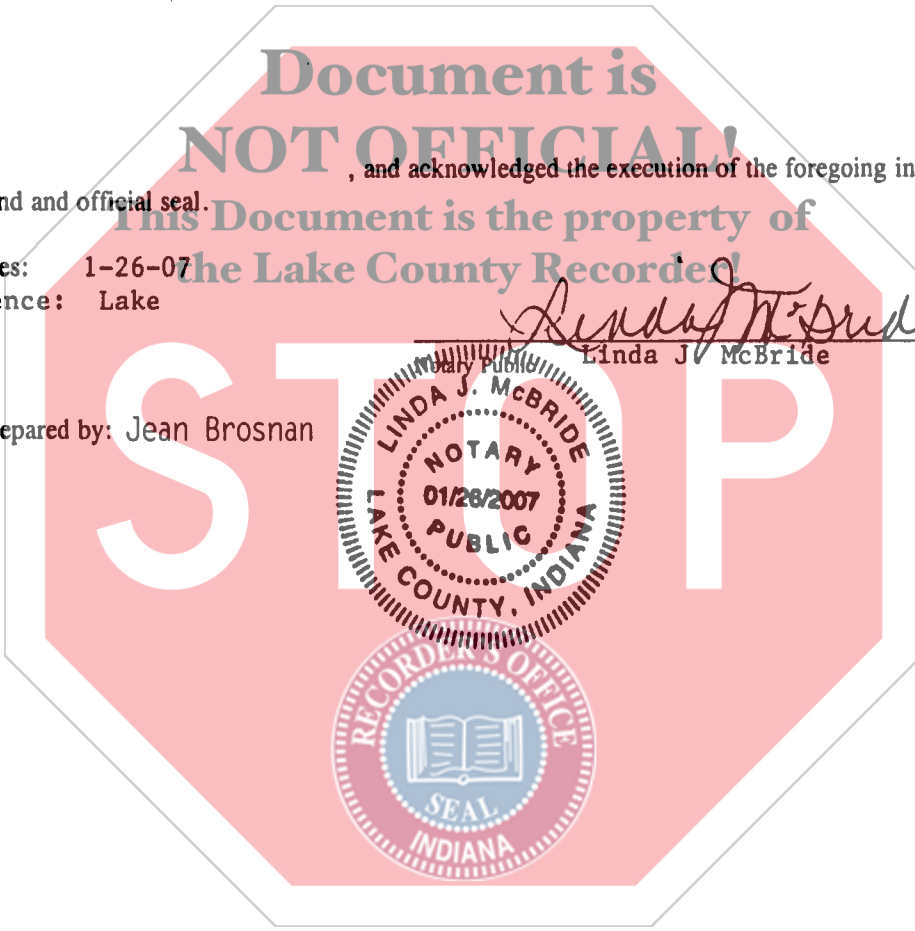 Document is
NOT OFFICIAL!
, and acknowledged the execution of the foregoing in
nd and official seal.
This Document is the property of
es: 1-26-07
the Lake County Recorder!
ence: Lake
Linda J McBrid
Linda J McBride
Notary Public
epared by: Jean Brosnan
STOP
LINDA J. McBRIDE
NOTARY
01/26/2007
PUBLIC
LAKE COUNTY, INDIANA
RECORDER'S OFFICE
SEAL
INDIANA